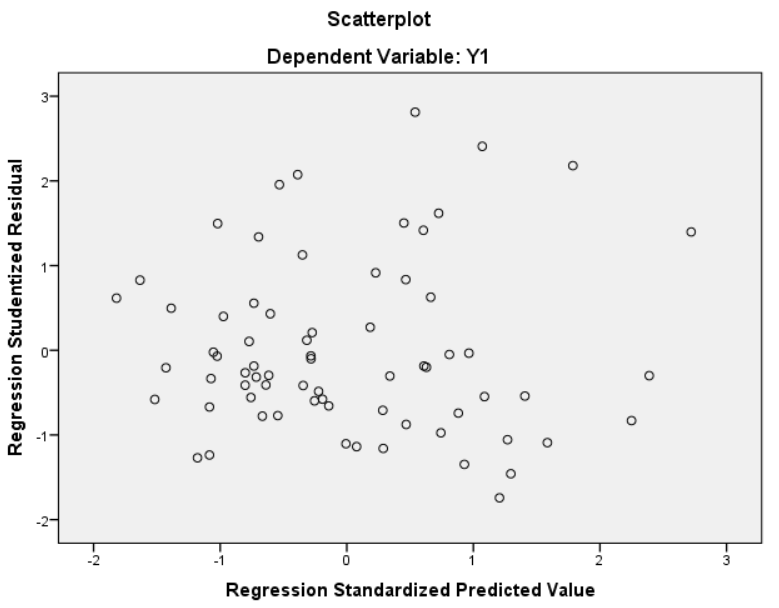 Scatterplot
Dependent Variable: Y1
Regression Studentized Residual
3
2
1
0
-1
-2
-2 -1 0 1 2 3
Regression Standardized Predicted Value